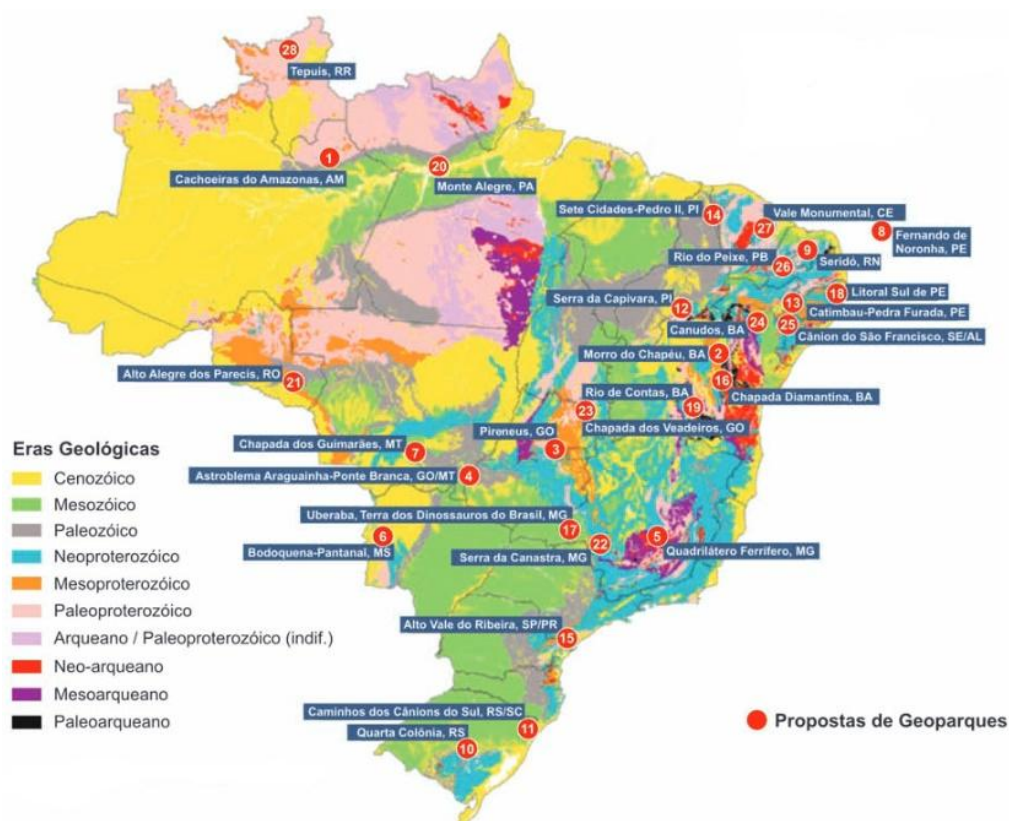 28
Tepuis, RR
1
Cachoeiras do Amazonas, AM
20
Monte Alegre, PA
Sete Cidades-Pedro II, PI
14
Vale Monumental, CE
27
8
Fernando de
Noronha, PE
Rio do Peixe, PB
9
26
Seridó, RN
18
Litoral Sul de PE
Serra da Capivara, PI
12
13
Catimbau-Pedra Furada, PE
Canudos, BA
24
25
Cânion do São Francisco, SE/AL
Morro do Chapéu, BA
2
Alto Alegre dos Parecis, RO
21
16
Chapada Diamantina, BA
Rio de Contas, BA
19
23
Chapada dos Veadeiros, GO
Pireneus, GO
3
Chapada dos Guimarães, MT
7
Astroblema Araguainha-Ponte Branca, GO/MT
4
Uberaba, Terra dos Dinossauros do Brasil, MG
17
6
Bodoquena-Pantanal, MS
Serra da Canastra, MG
22
5
Quadrilátero Ferrífero, MG
Alto Vale do Ribeira, SP/PR
15
Caminhos dos Cânions do Sul, RS/SC
11
Quarta Colônia, RS
10
Eras Geológicas
Cenozóico
Mesozóico
Paleozóico
Neoproterozóico
Mesoproterozóico
Paleoproterozóico
Arqueano / Paleoproterozóico (indif.)
Neo-arqueano
Mesoarqueano
Paleoarqueano
Propostas de Geoparques